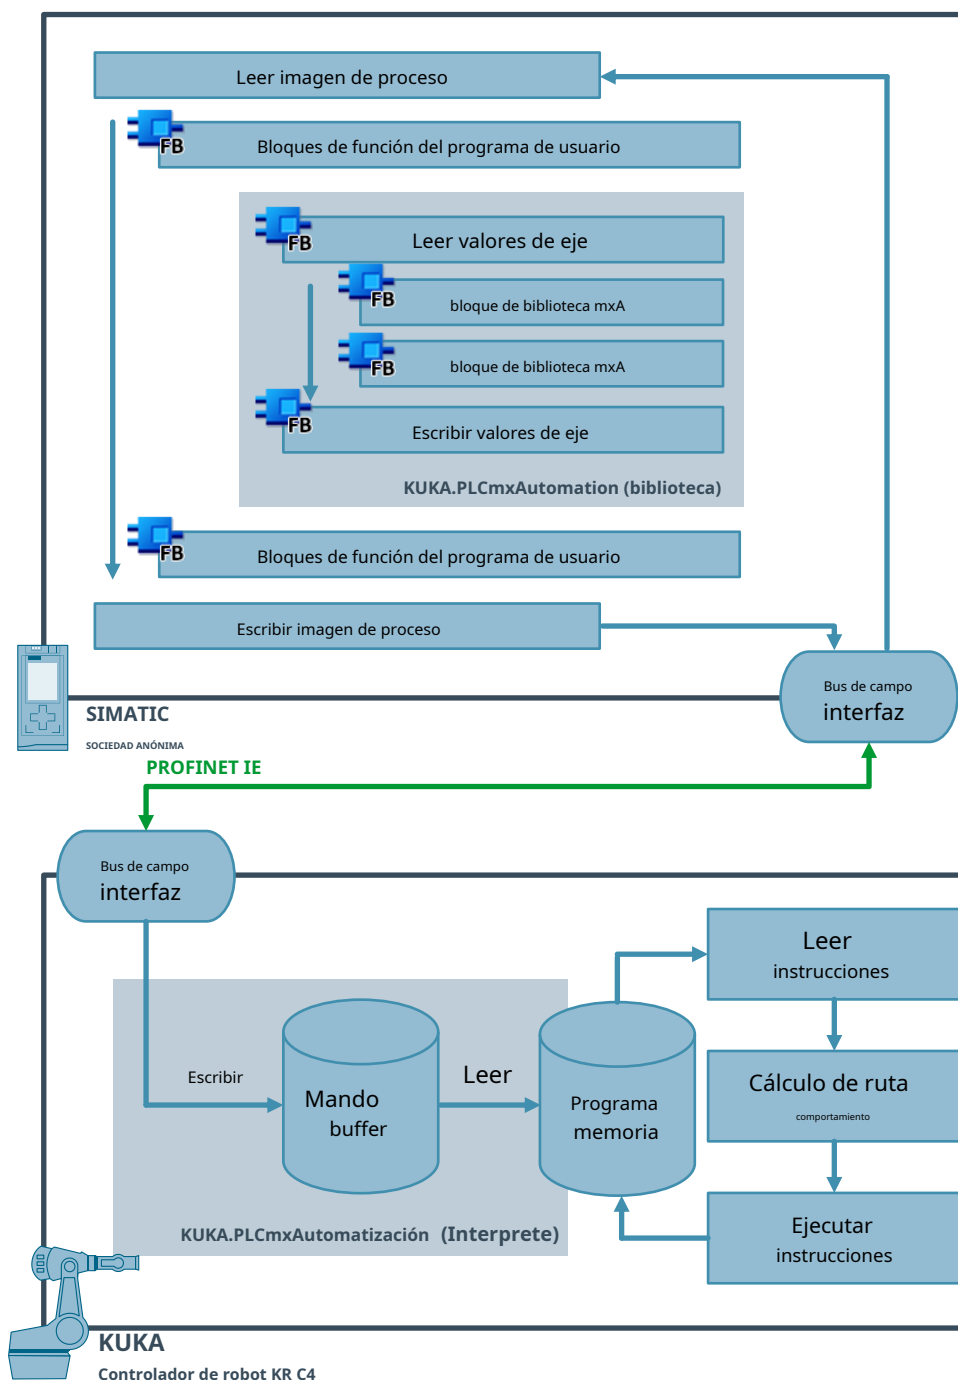 Leer imagen de proceso
FB
Bloques de función del programa de usuario
FB
Leer valores de eje
FB
bloque de biblioteca mxA
FB
bloque de biblioteca mxA
FB
Escribir valores de eje
KUKA.PLCmxAutomation (biblioteca)
FB
Bloques de función del programa de usuario
Escribir imagen de proceso
Bus de campo
interfaz
SIMATIC
SOCIEDAD ANÓNIMA
PROFINET IE
Bus de campo
interfaz
Leer
instrucciones
Escribir
Mando
buffer
Leer
Programa
memoria
Cálculo de ruta
comportamiento
Ejecutar
instrucciones
KUKA.PLCmxAutomatización (Interprete)
KUKA
Controlador de robot KR C4